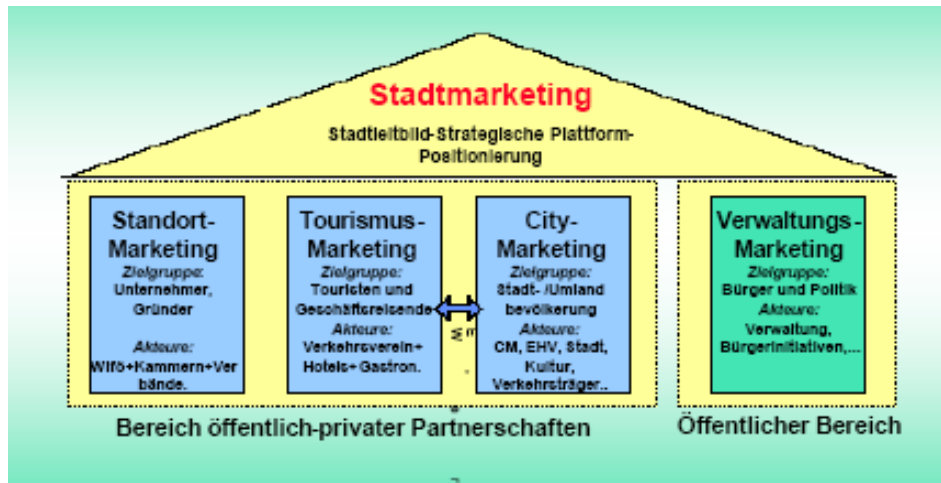 Stadtmarketing
Stadtleitbild-Strategische Plattform-
Positionierung
Standort-
Marketing
Zielgruppe:
Unternehmer,
Gründer
Akteure:
Wifö+Kammern+Ver
bände.
Tourismus-
Marketing
Zielgruppe:
Touristen und
Geschäftsreisende
Akteure:
Verkehrsverein+
Hotels+ Gastron.
City-
Marketing
Zielgruppe:
Stadt- /Umland
bevölkerung
Akteure:
CM, EHV, Stadt,
Kultur,
Verkehrsträger..
Verwaltungs-
Marketing
Zielgruppe:
Bürger und Politik
Akteure:
Verwaltung,
Bürgerinitiativen,...
Bereich öffentlich-privater Partnerschaften
Öffentlicher Bereich